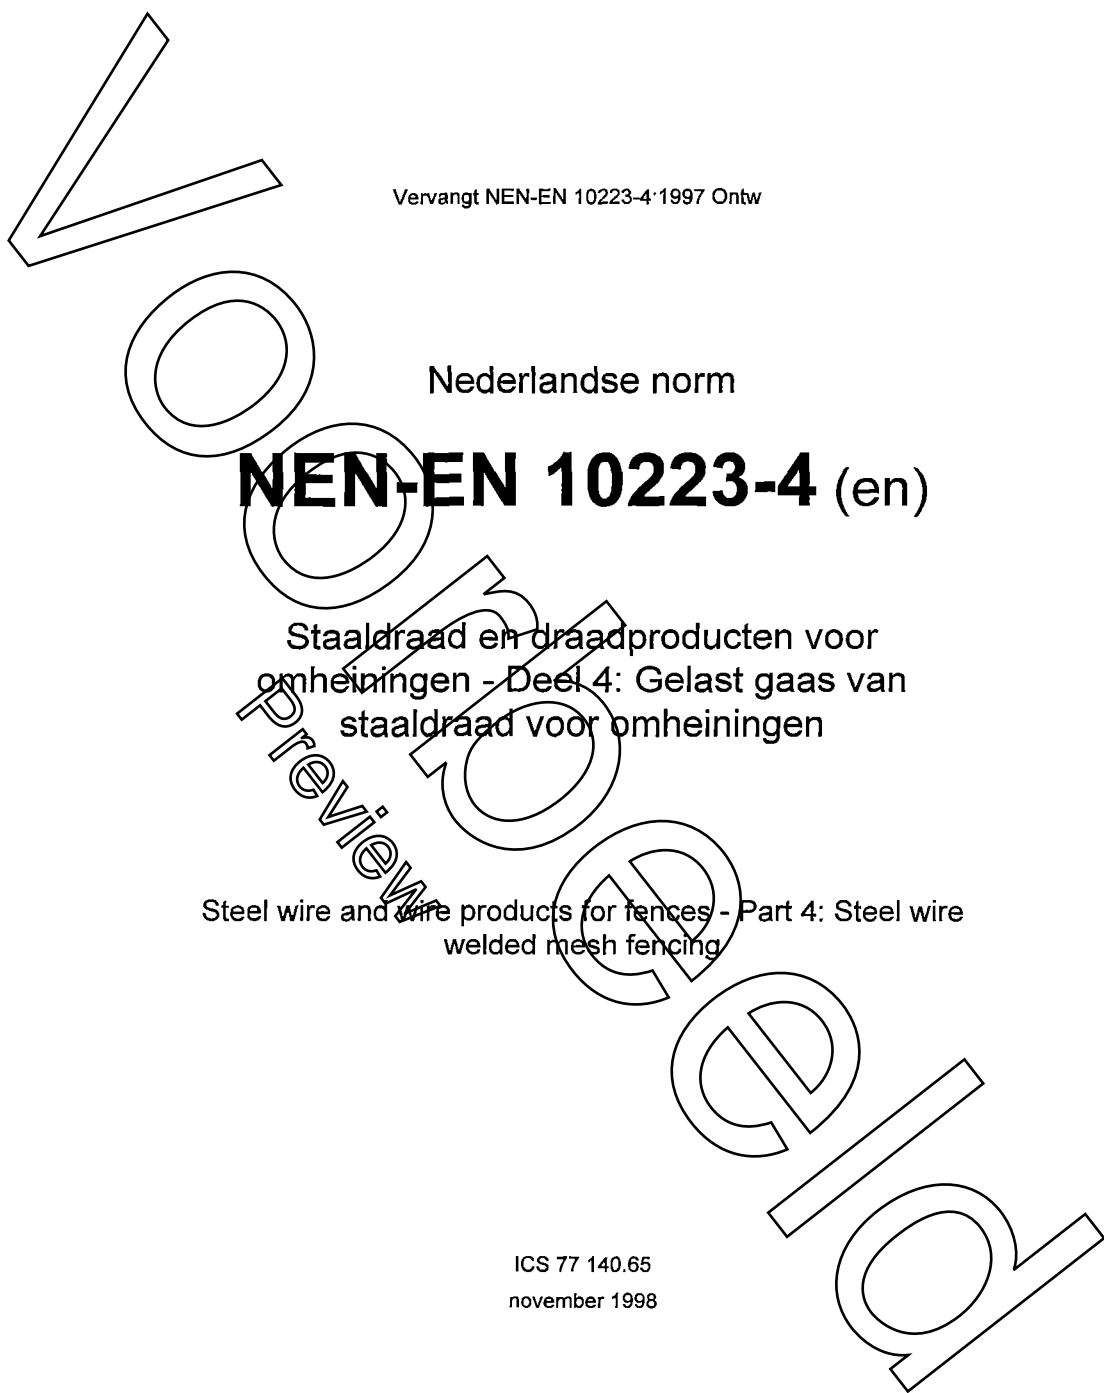 Vervangt NEN-EN 10223-4:1997 Ontw
Nederlandse norm
NEN-EN 10223-4 (en)
Staaldraad en draadproducten voor
omheiningen - Deel 4: Gelast gaas van
staaldraad voor omheiningen
Steel wire and wire products for fences - Part 4: Steel wire
welded mesh fencing
ICS 77 140.65
november 1998
Voorbeeld
Preview